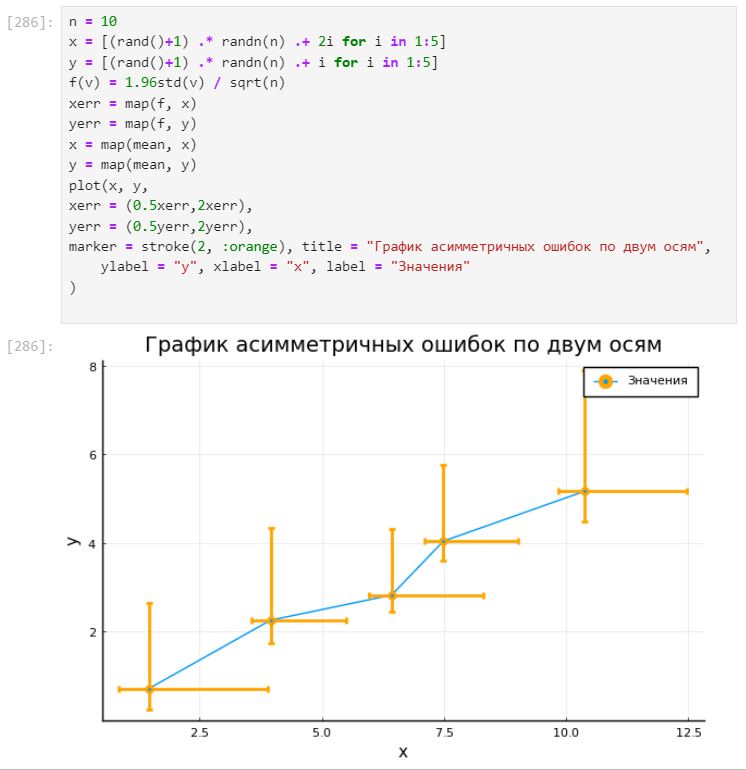 [286]:
n = 10
x = [(rand()+1) .* randn(n) .+ 2i for i in 1:5]
y = [(rand()+1) .* randn(n) .+ i for i in 1:5]
f(v) = 1.96std(v) / sqrt(n)
xerr = map(f, x)
yerr = map(f, y)
x = map(mean, x)
y = map(mean, y)
plot(x, y,
xerr = (0.5xerr,2xerr),
yerr = (0.5yerr,2yerr),
marker = stroke(2, :orange), title = "График асимметричных ошибок по двум осям",
    ylabel = "y", xlabel = "x", label = "Значения"
)
[286]:
График асимметричных ошибок по двум осям
Значения
8
6
4
2
y
2.5 5.0 7.5 10.0 12.5
x